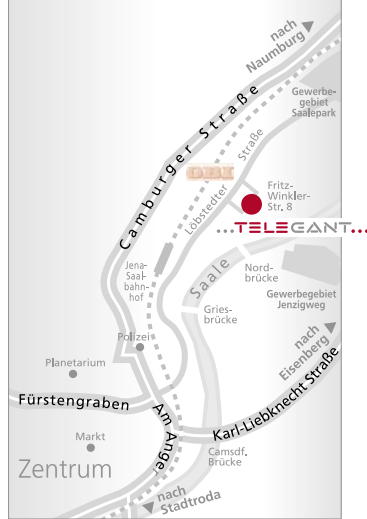 nach
Naumburg
Gewerbe-
gebiet
Saalepark
Camburger Straße
OBI
Löbstedter Straße
Fritz-
Winkler-
Str. 8
...TELEGANT...
Jena-
Saal-
bahn-
hof
Saale
Nord-
brücke
Gewerbegebiet
Jenzigweg
Gries-
brücke
Polizei
nach
Eisenberg
Planetarium
Fürstengraben
Karl-Liebknecht Straße
Am Anger
Markt
Camsdf.
Brücke
Zentrum
nach
Stadtroda